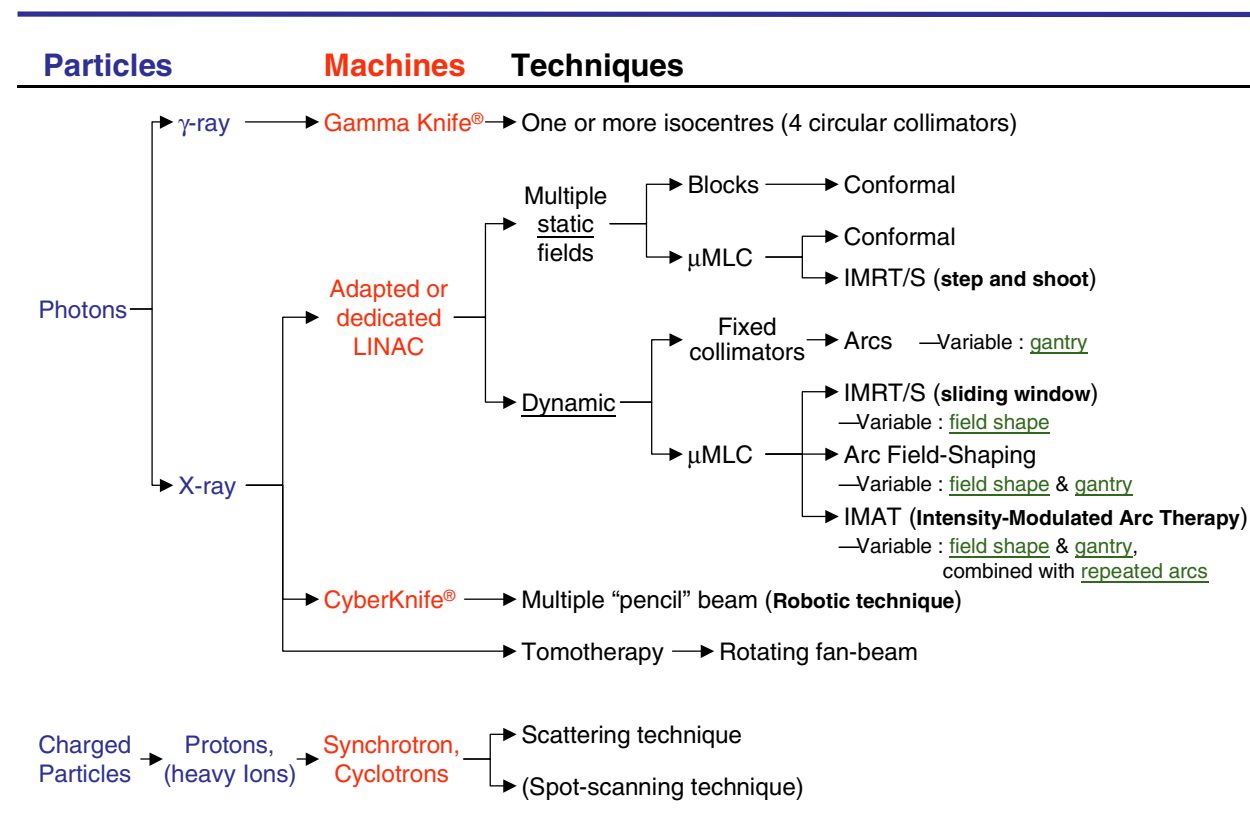 Particles Machines Techniques
γ-ray Gamma Knife® One or more isocentres (4 circular collimators)
Multiple
static
fields
Blocks Conformal
μMLC
Conformal
IMRT/S (step and shoot)
Photons
Adapted or
dedicated
LINAC
Fixed
collimators
Arcs —Variable : gantry
Dynamic
IMRT/S (sliding window)
—Variable : field shape
μMLC
Arc Field-Shaping
—Variable : field shape & gantry
X-ray
IMAT (Intensity-Modulated Arc Therapy)
—Variable : field shape & gantry,
combined with repeated arcs
CyberKnife® Multiple “pencil” beam (Robotic technique)
Tomotherapy Rotating fan-beam
Charged
Particles
Protons,
(heavy Ions)
Synchrotron,
Cyclotrons
Scattering technique
(Spot-scanning technique)